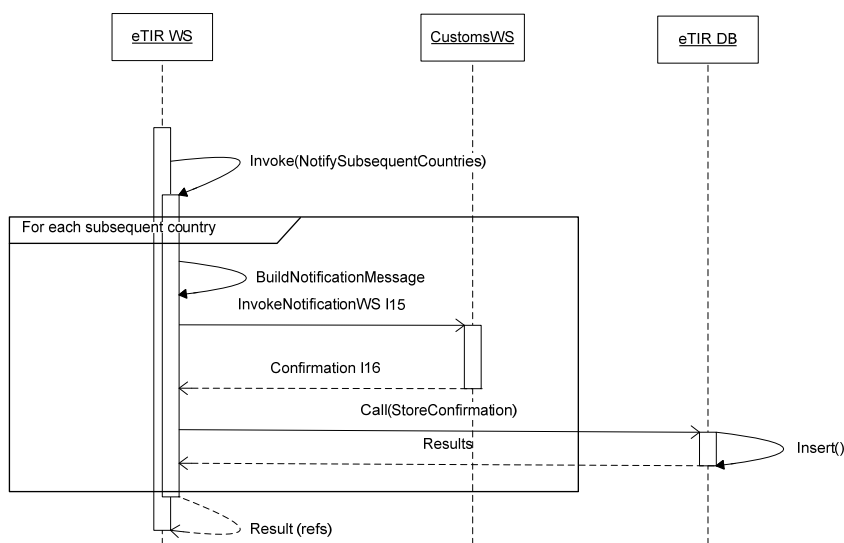 eTIR WS
CustomsWS
eTIR DB
Invoke(NotifySubsequentCountries)
For each subsequent country
BuildNotificationMessage
InvokeNotificationWS I15
Confirmation I16
Call(StoreConfirmation)
Results
Insert()
Result (refs)